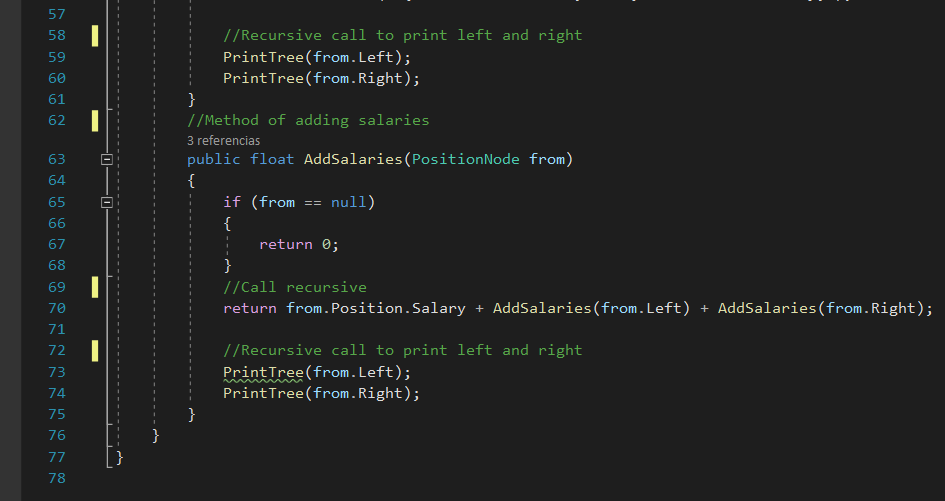 57
58 //Recursive call to print left and right
59 PrintTree(from.Left);
60 PrintTree(from.Right);
61 }
62 //Method of adding salaries
3 referencias
63 public float AddSalaries(PositionNode from)
64 {
65 if (from == null)
66 {
67 return 0;
68 }
69 //Call recursive
70 return from.Position.Salary + AddSalaries(from.Left) + AddSalaries(from.Right);
71
72 //Recursive call to print left and right
73 PrintTree(from.Left);
74 PrintTree(from.Right);
75 }
76 }
77 }
78